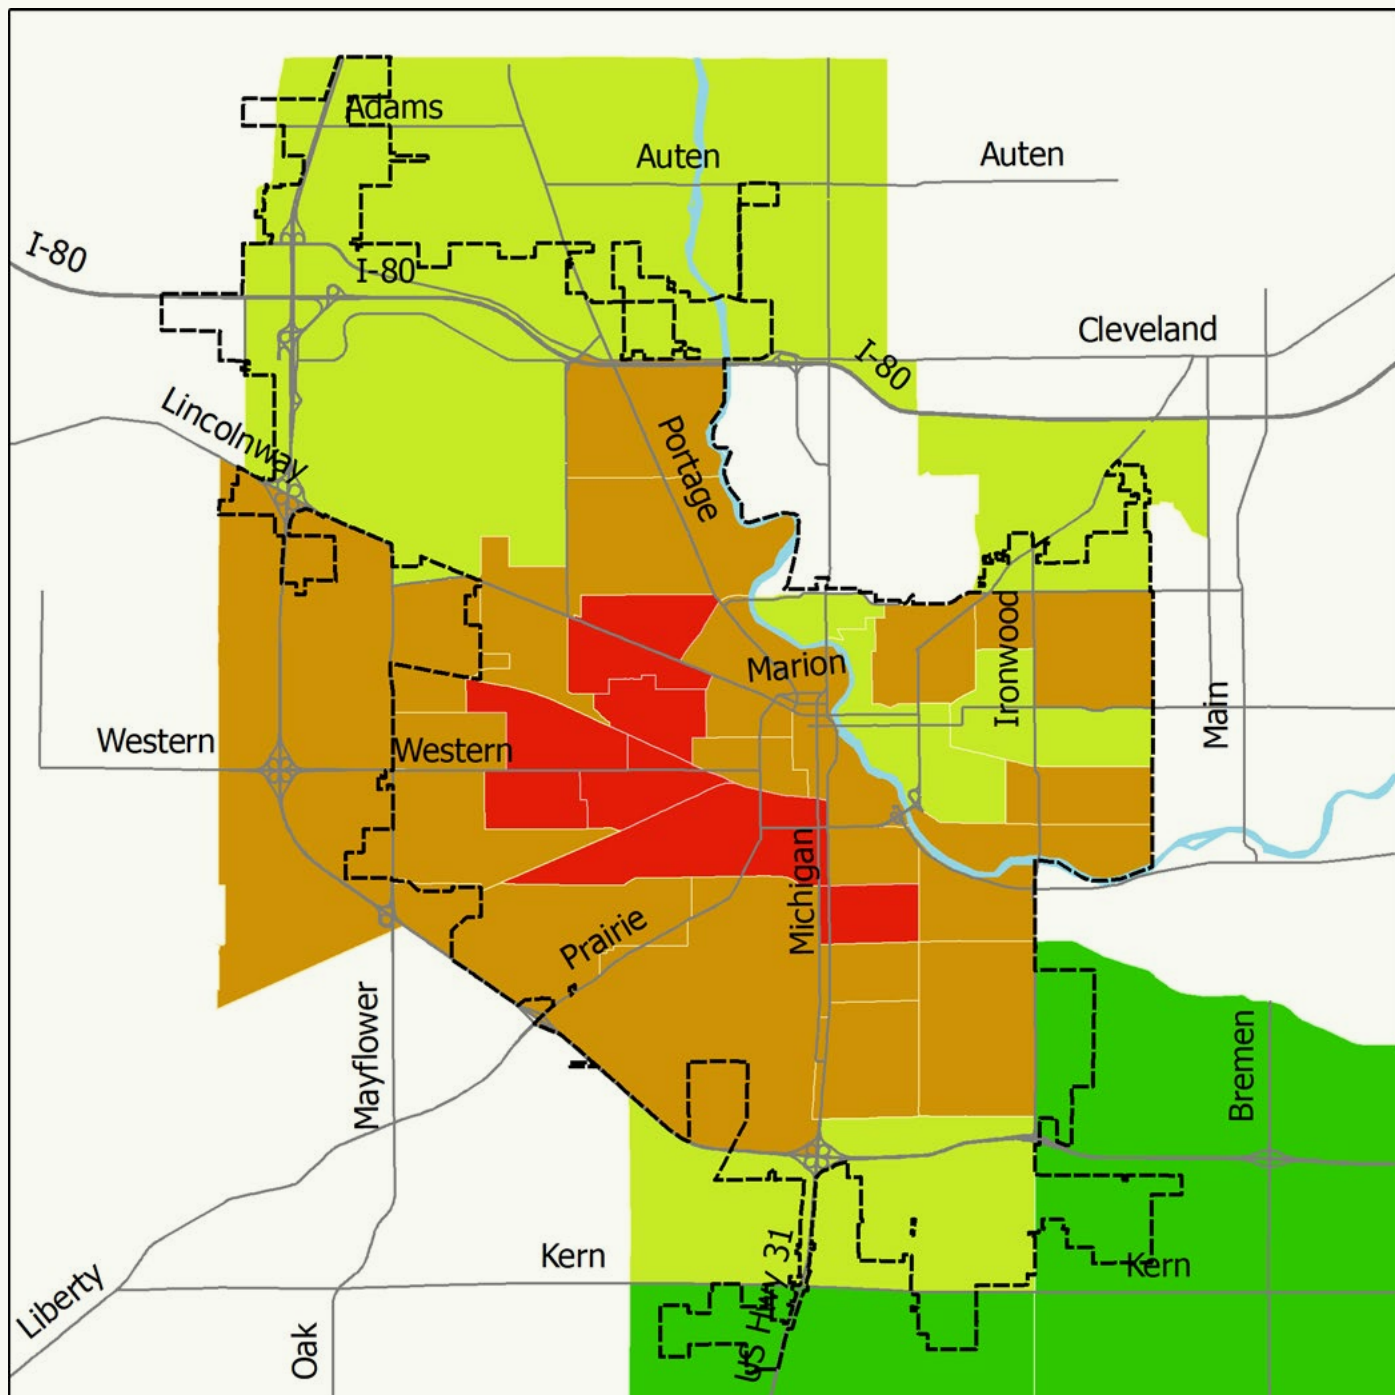 Adams
Auten
Auten
I-80
I-80
Cleveland
I-80
Lincolnway
Portage
Ironwood
Marion
Main
Western
Western
Michigan
Prairie
Mayflower
Bremen
Kern
Kern
US Hwy 31
Liberty
Oak